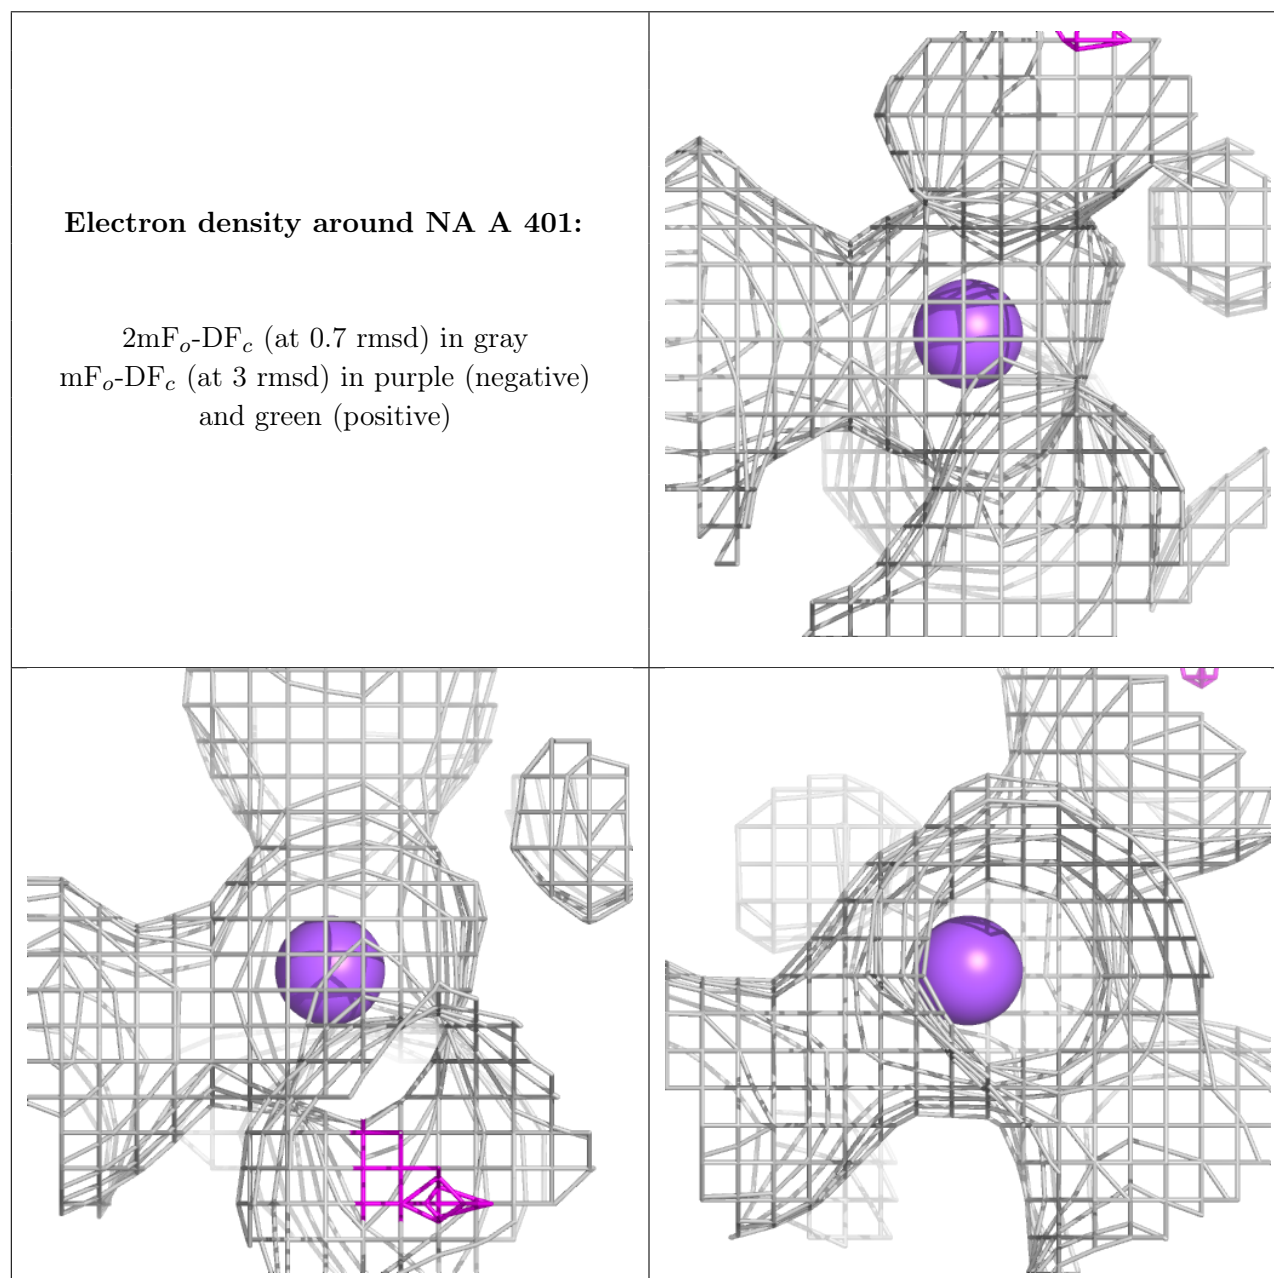 Electron density around NA A 401:
2mFo-DFc (at 0.7 rmsd) in gray
mFo-DFc (at 3 rmsd) in purple (negative)
and green (positive)